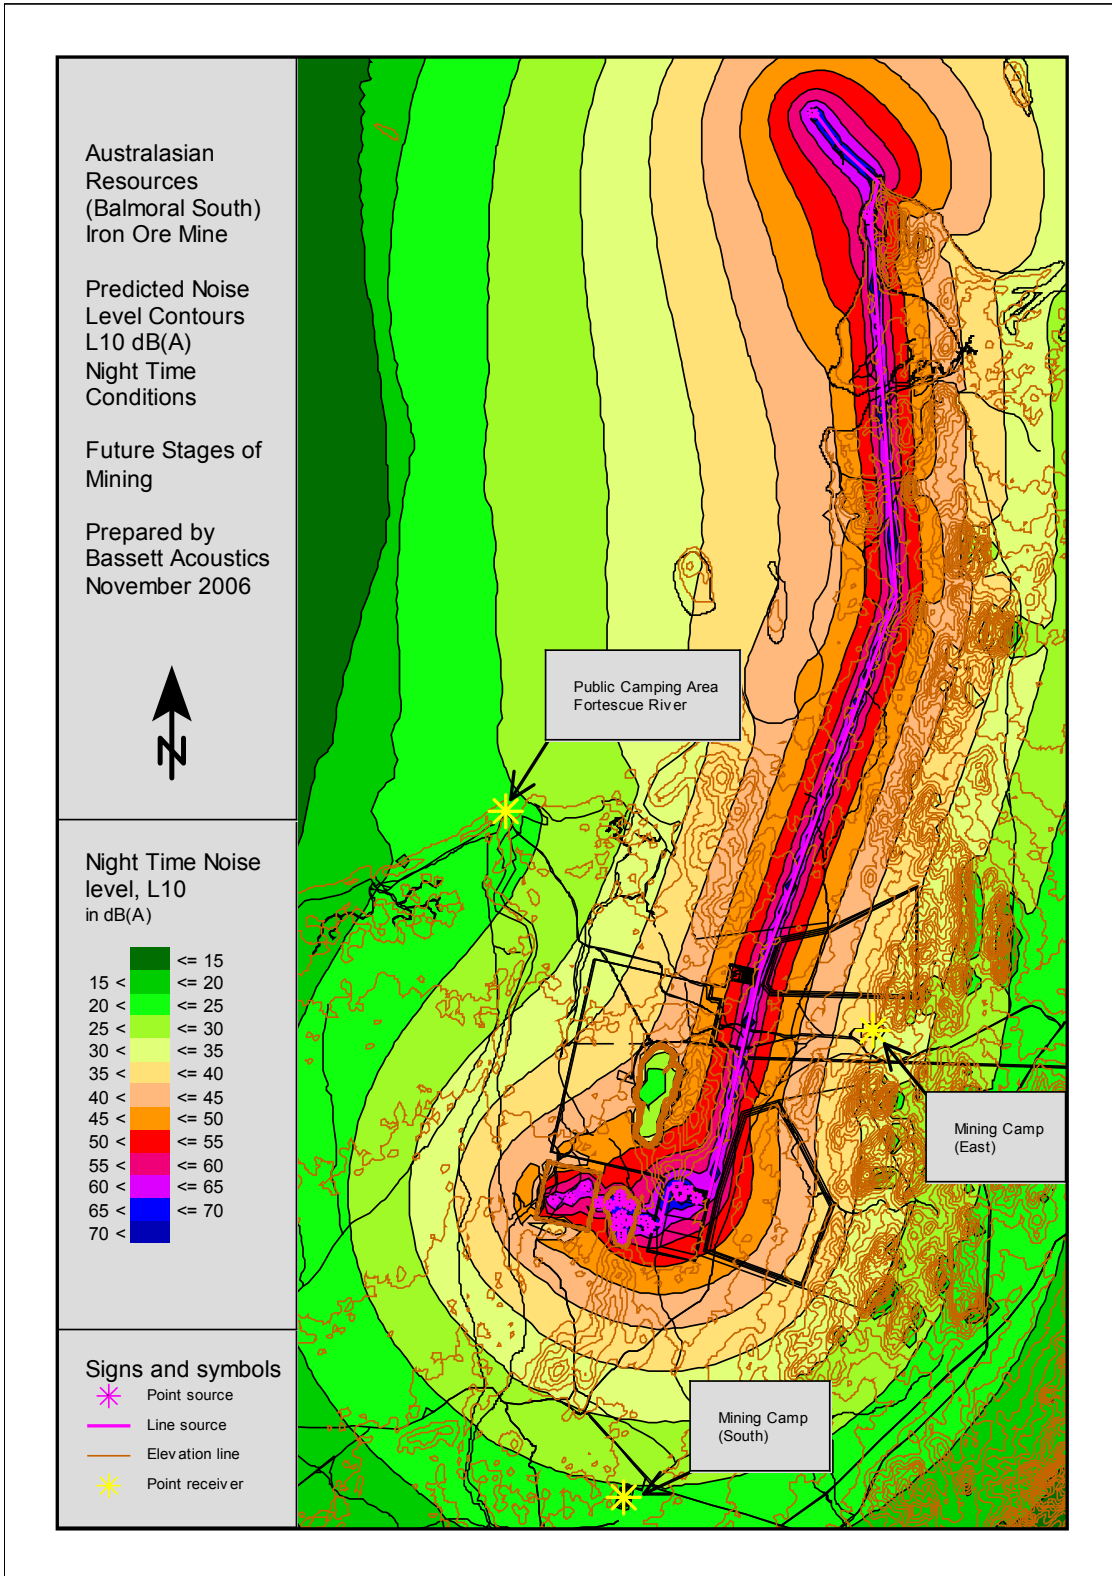 Australasian
Resources
(Balmoral South)
Iron Ore Mine
Predicted Noise
Level Contours
L10 dB(A)
Night Time
Conditions
Future Stages of
Mining
Prepared by
Bassett Acoustics
November 2006
N
Night Time Noise
level, L10
in dB(A)
<= 15
15 < <= 20
20 < <= 25
25 < <= 30
30 < <= 35
35 < <= 40
40 < <= 45
45 < <= 50
50 < <= 55
55 < <= 60
60 < <= 65
65 < <= 70
70 <
Signs and symbols
Point source
Line source
Elevation line
Point receiver
Public Camping Area
Fortescue River
Mining Camp
(East)
Mining Camp
(South)